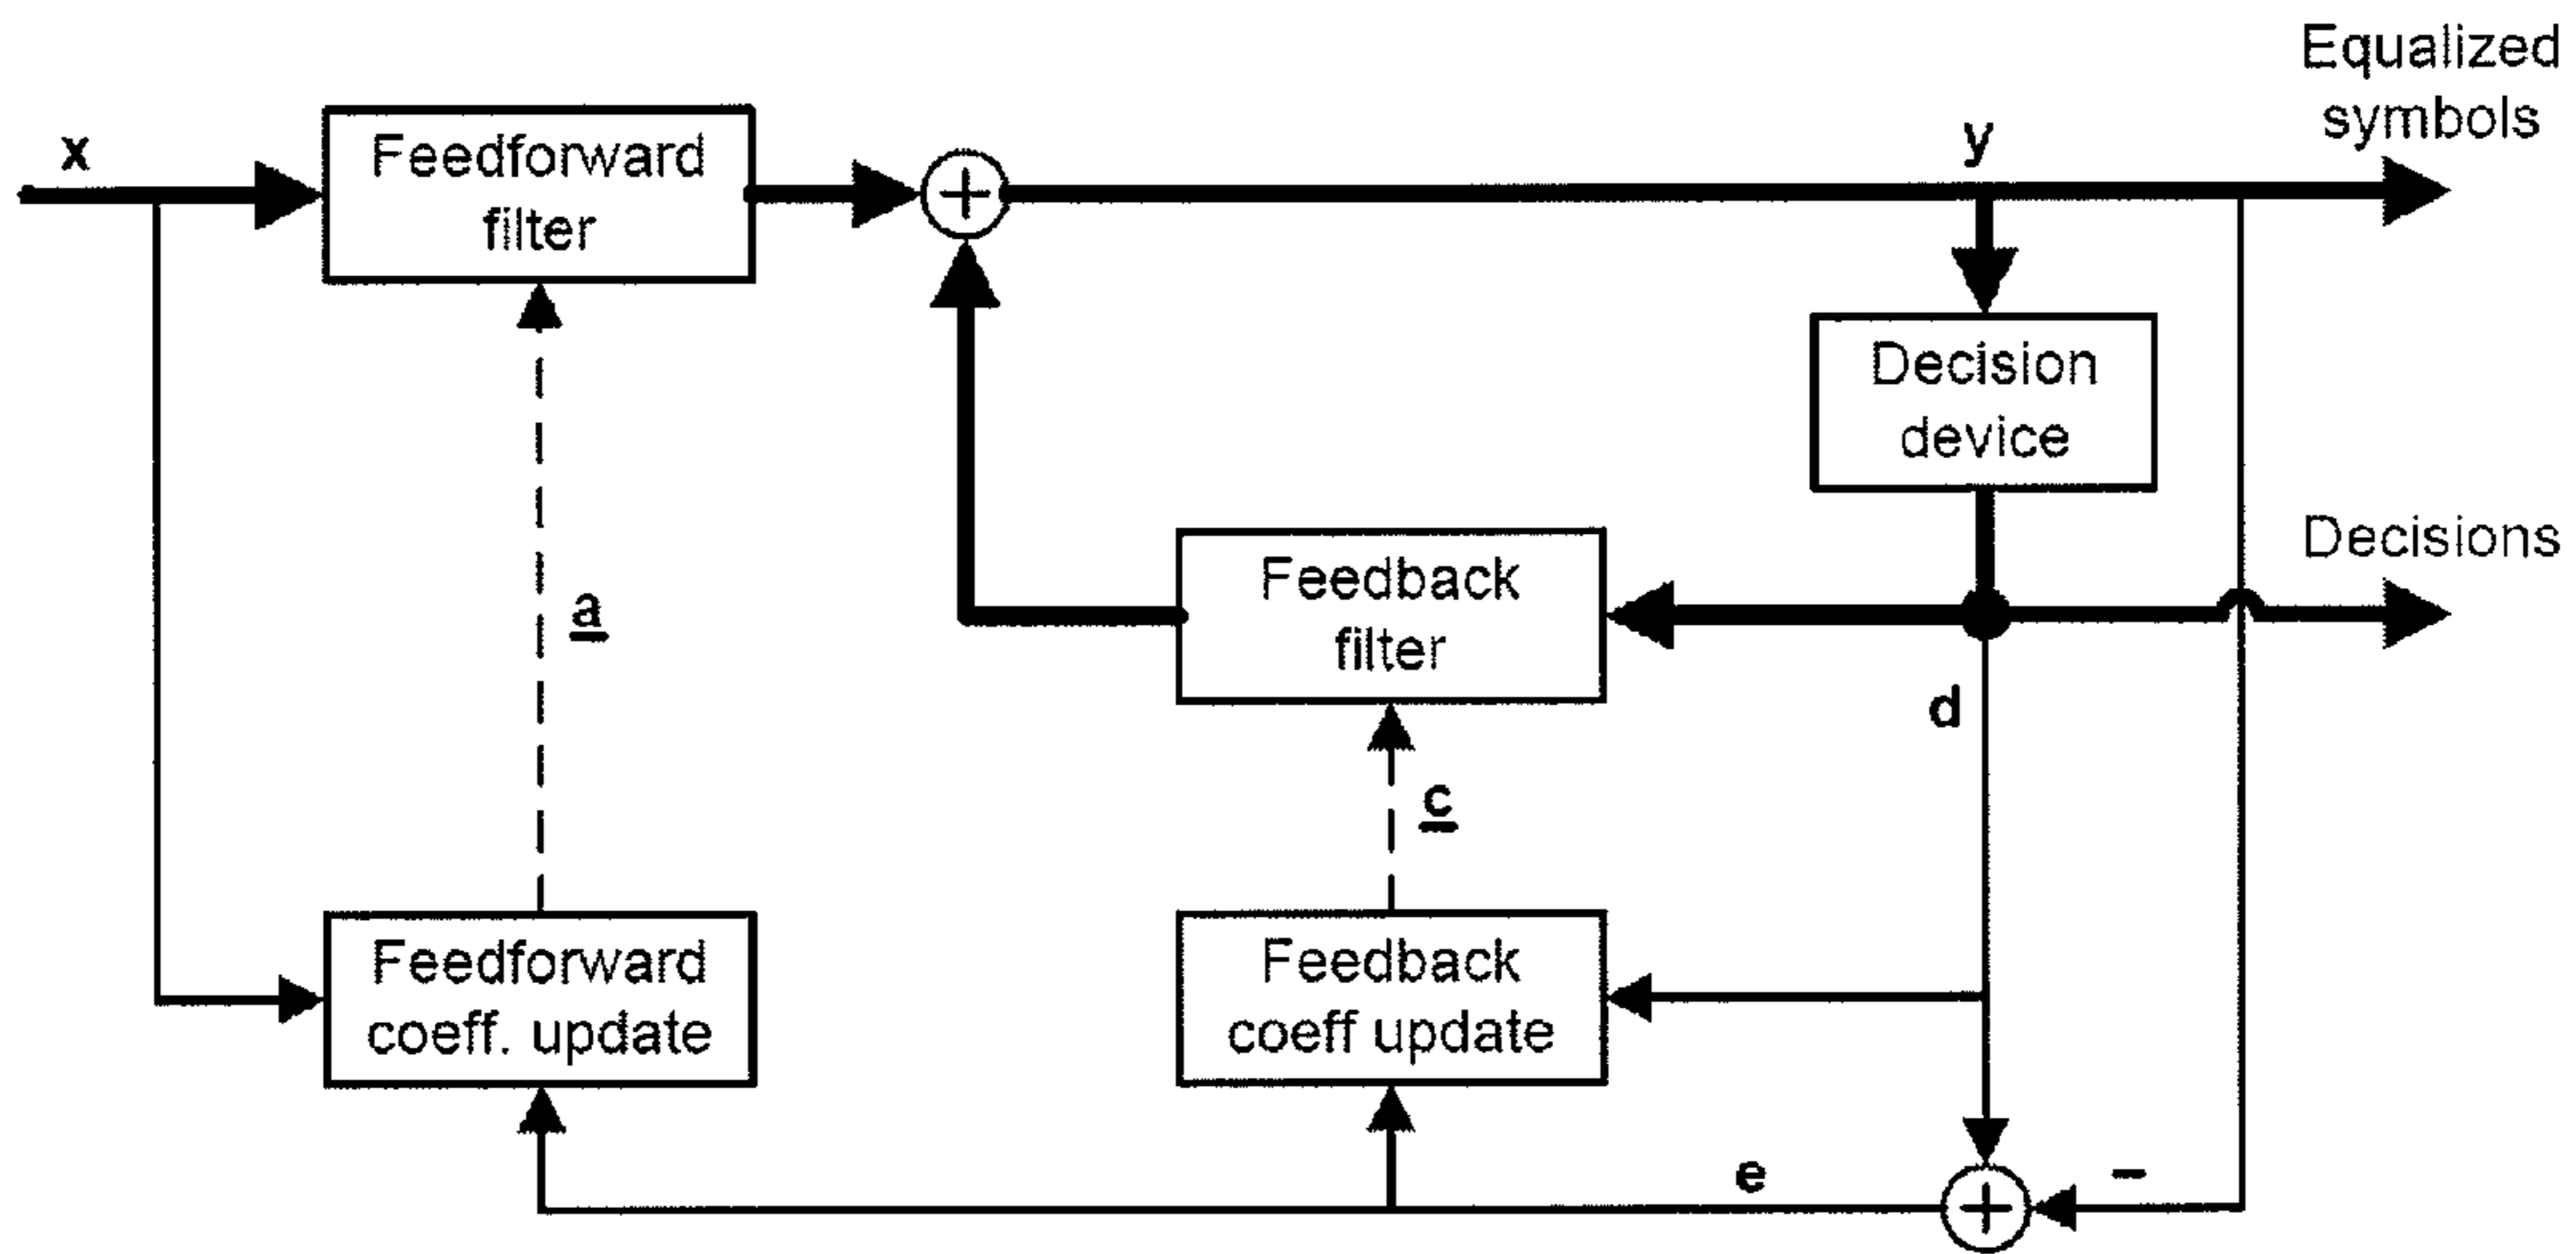 Equalized
symbols
x
Feedforward
filter
+
y
Decision
device
Decisions
Feedback
filter
a
d
c
Feedforward
coeff. update
Feedback
coeff update
e
−
+